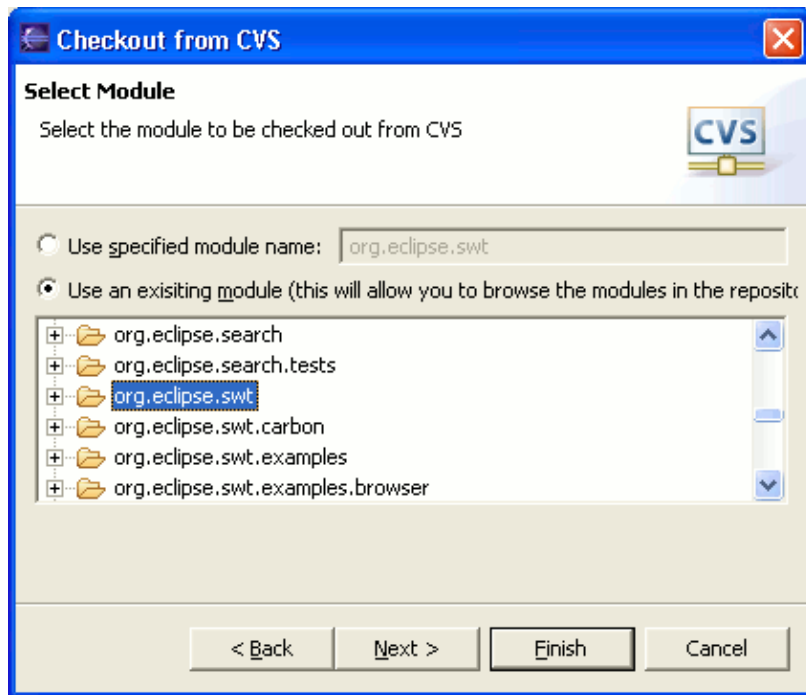 Checkout from CVS
Select Module
Select the module to be checked out from CVS
CVS
Use specified module name: org.eclipse.swt
Use an exisiting module (this will allow you to browse the modules in the reposito
org.eclipse.search
org.eclipse.search.tests
org.eclipse.swt
org.eclipse.swt.carbon
org.eclipse.swt.examples
org.eclipse.swt.examples.browser
< Back Next > Finish Cancel